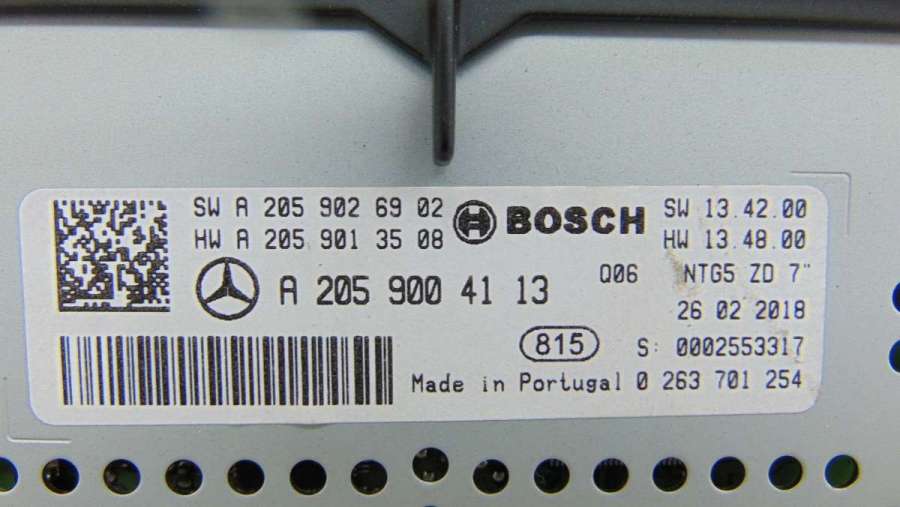 SW A 205 902 69 02
HW A 205 901 35 08
BOSCH
SW 13.42.00
HW 13.48.00
A 205 900 41 13
Q06 NTG5 ZD 7"
26 02 2018
815 S: 0002553317
Made in Portugal 0 263 701 254